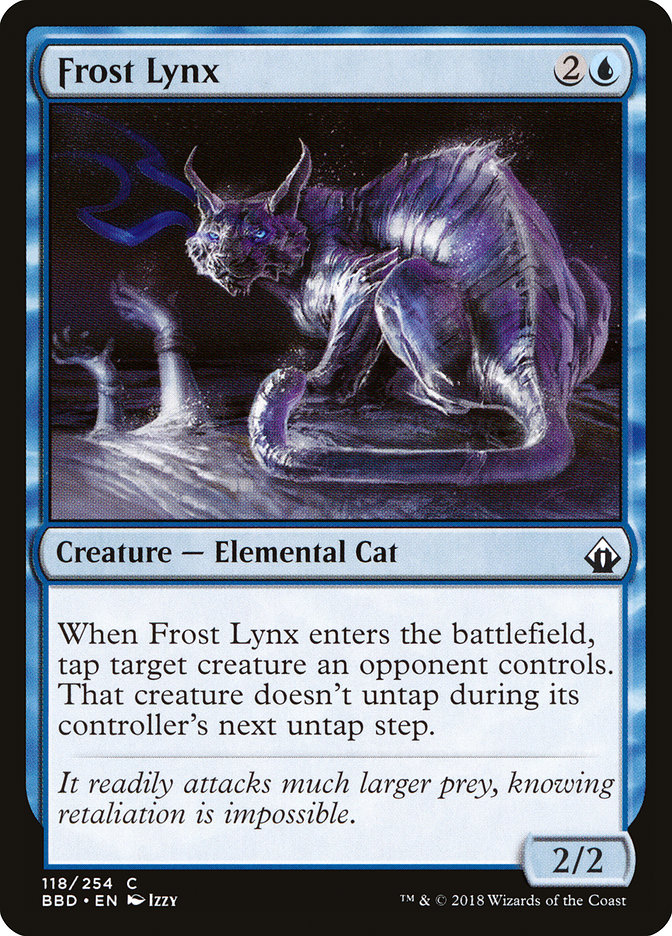 Frost Lynx 2
Creature — Elemental Cat
When Frost Lynx enters the battlefield,
tap target creature an opponent controls.
That creature doesn't untap during its
controller's next untap step.
It readily attacks much larger prey, knowing
retaliation is impossible.
2/2
118/254 C
BBD • EN Izzy
™ & © 2018 Wizards of the Coast